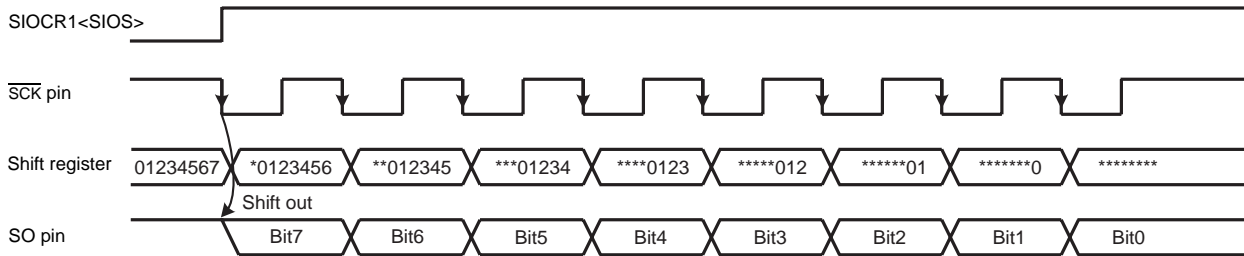 SIOCR1<SIOS>
SCK pin
Shift register 01234567 *0123456 **012345 ***01234 ****0123 *****012 ******01 *******0 ********
Shift out
SO pin Bit7 Bit6 Bit5 Bit4 Bit3 Bit2 Bit1 Bit0